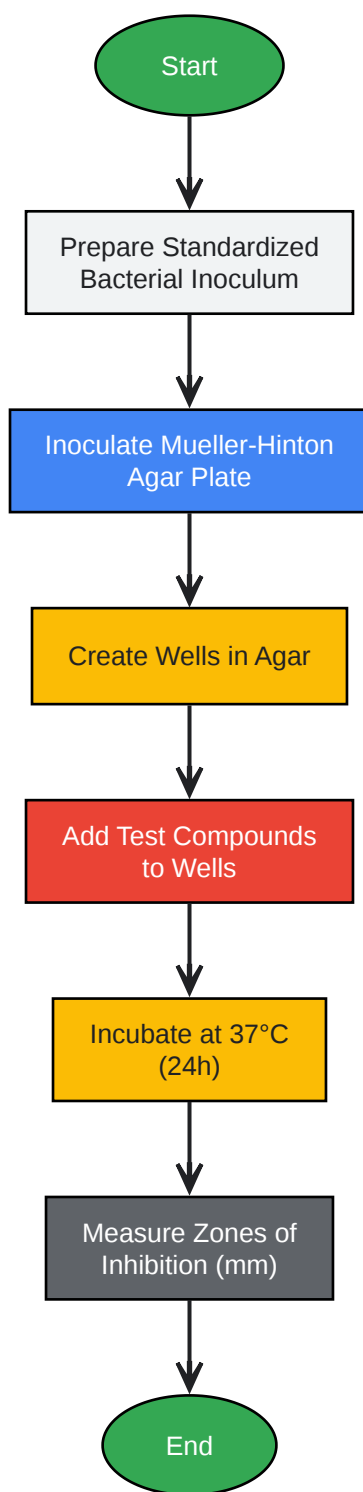 Start
Prepare Standardized
Bacterial Inoculum
Inoculate Mueller-Hinton
Agar Plate
Create Wells in Agar
Add Test Compounds
to Wells
Incubate at 37°C
(24h)
Measure Zones of
Inhibition (mm)
End